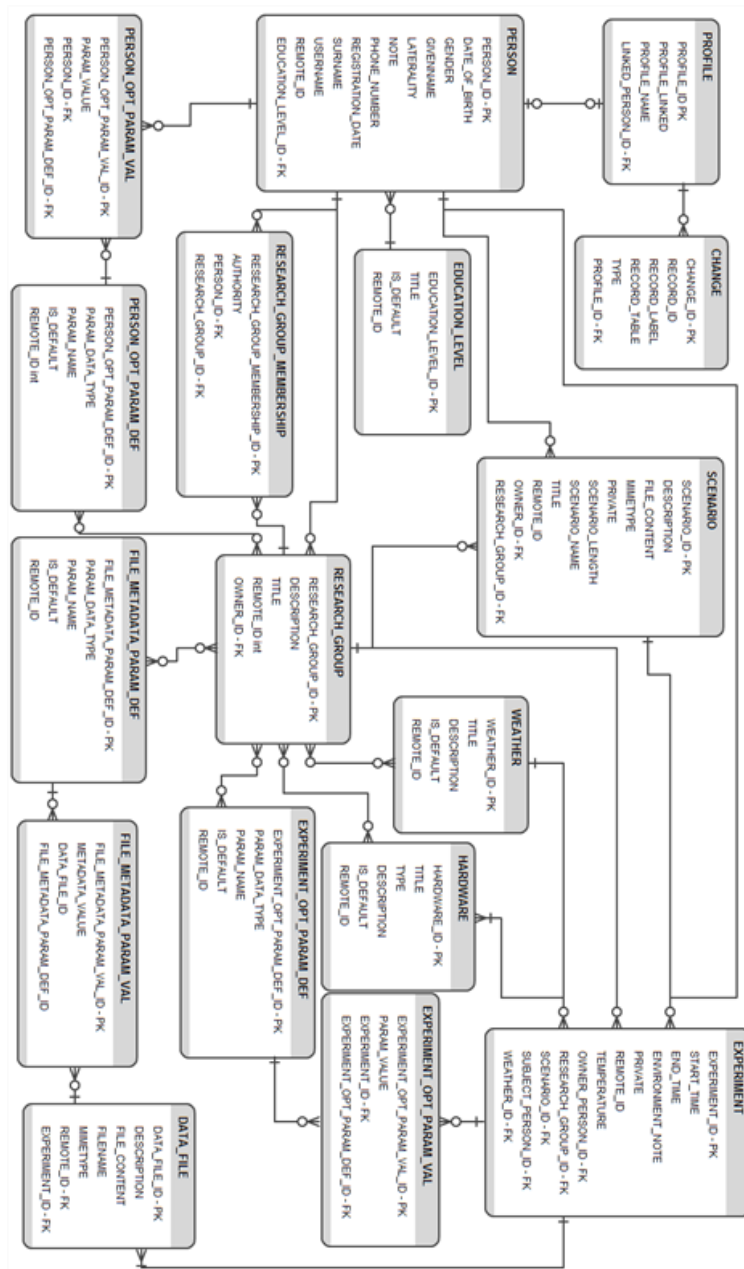 PROFILE
PROFILE_ID PK
PROFILE_LINKED
PROFILE_NAME
LINKED_PERSON_ID - FK
CHANGE
CHANGE_ID - PK
RECORD_ID
RECORD_LABEL
RECORD_TABLE
TYPE
PROFILE_ID - FK
PERSON
PERSON_ID - PK
DATE_OF_BIRTH
GENDER
GIVENNAME
LATERALITY
NOTE
PHONE_NUMBER
REGISTRATION_DATE
SURNAME
USERNAME
REMOTE_ID
EDUCATION_LEVEL_ID - FK
EDUCATION_LEVEL
EDUCATION_LEVEL_ID - PK
TITLE
IS_DEFAULT
REMOTE_ID
SCENARIO
SCENARIO_ID - PK
DESCRIPTION
FILE_CONTENT
MIMETYPE
PRIVATE
SCENARIO_LENGTH
SCENARIO_NAME
TITLE
REMOTE_ID
OWNER_ID - FK
RESEARCH_GROUP_ID - FK
RESEARCH_GROUP_MEMBERSHIP
RESEARCH_GROUP_MEMBERSHIP_ID - PK
AUTHORITY
PERSON_ID - FK
RESEARCH_GROUP_ID - FK
PERSON_OPT_PARAM_VAL
PERSON_OPT_PARAM_VAL_ID - PK
PARAM_VALUE
PERSON_ID - FK
PERSON_OPT_PARAM_DEF_ID - FK
PERSON_OPT_PARAM_DEF
PERSON_OPT_PARAM_DEF_ID - PK
PARAM_DATA_TYPE
PARAM_NAME
IS_DEFAULT
REMOTE_ID int
RESEARCH_GROUP
RESEARCH_GROUP_ID - PK
DESCRIPTION
TITLE
REMOTE_ID int
OWNER_ID - FK
FILE_METADATA_PARAM_DEF
FILE_METADATA_PARAM_DEF_ID - PK
PARAM_DATA_TYPE
PARAM_NAME
IS_DEFAULT
REMOTE_ID
WEATHER
WEATHER_ID - PK
TITLE
DESCRIPTION
IS_DEFAULT
REMOTE_ID
HARDWARE
HARDWARE_ID - PK
TITLE
TYPE
DESCRIPTION
IS_DEFAULT
REMOTE_ID
EXPERIMENT_OPT_PARAM_DEF
EXPERIMENT_OPT_PARAM_DEF_ID - PK
PARAM_DATA_TYPE
PARAM_NAME
IS_DEFAULT
REMOTE_ID
FILE_METADATA_PARAM_VAL
FILE_METADATA_PARAM_VAL_ID - PK
METADATA_VALUE
DATA_FILE_ID
FILE_METADATA_PARAM_DEF_ID
EXPERIMENT
EXPERIMENT_ID - PK
START_TIME
END_TIME
ENVIRONMENT_NOTE
PRIVATE
REMOTE_ID
TEMPERATURE
OWNER_PERSON_ID - FK
RESEARCH_GROUP_ID - FK
SCENARIO_ID - FK
SUBJECT_PERSON_ID - FK
WEATHER_ID - FK
EXPERIMENT_OPT_PARAM_VAL
EXPERIMENT_OPT_PARAM_VAL_ID - PK
PARAM_VALUE
EXPERIMENT_ID - FK
EXPERIMENT_OPT_PARAM_DEF_ID - FK
DATA_FILE
DATA_FILE_ID - PK
DESCRIPTION
FILE_CONTENT
FILENAME
MIMETYPE
REMOTE_ID - FK
EXPERIMENT_ID - FK